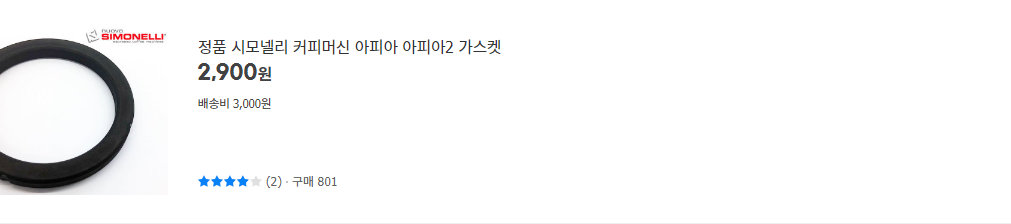 nuova
SIMONELLI
정품 시모넬리 커피머신 아피아 아피아2 가스켓
2,900원
배송비 3,000원
(2) · 구매 801